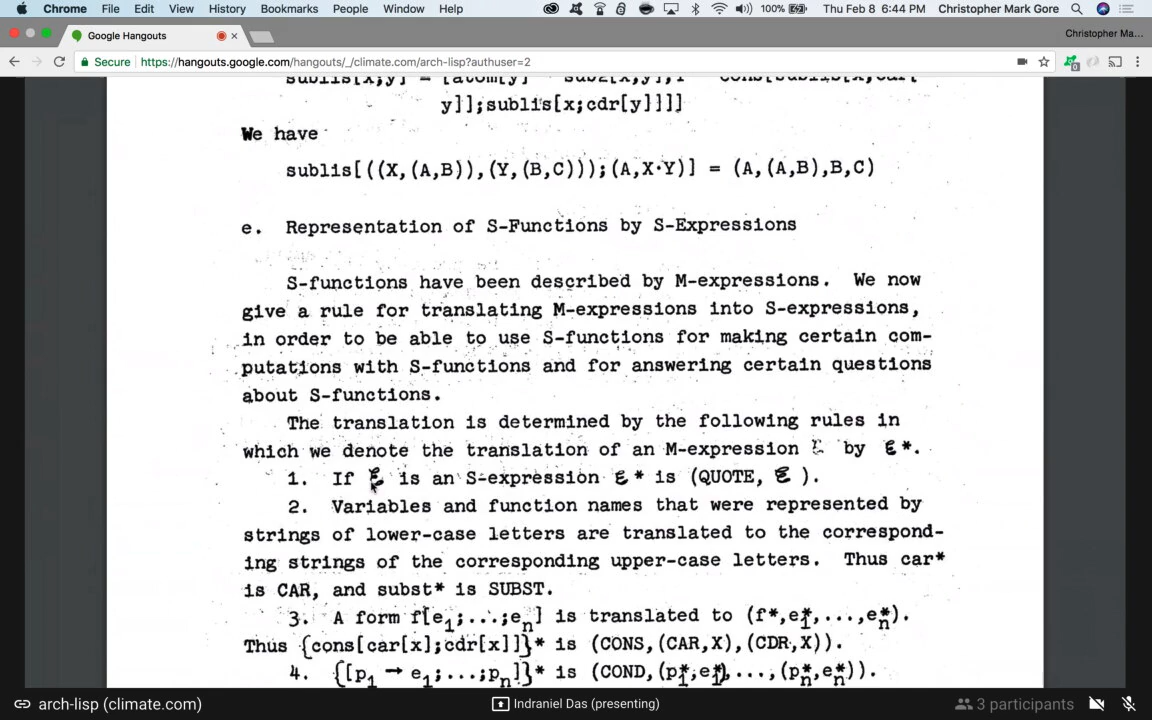 Chrome File Edit View History Bookmarks People Window Help 100% Thu Feb 8 6:44 PM Christopher Mark Gore
Google Hangouts Christopher Ma...
Secure https://hangouts.google.com/hangouts/_/climate.com/arch-lisp?authuser=2
y]];sublis[x;cdr[y]]]]
We have
sublis[((X,(A,B)),(Y,(B,C)));(A,X·Y)] = (A,(A,B),B,C)
e. Representation of S-Functions by S-Expressions
S-functions have been described by M-expressions. We now
give a rule for translating M-expressions into S-expressions,
in order to be able to use S-functions for making certain com-
putations with S-functions and for answering certain questions
about S-functions.
The translation is determined by the following rules in
which we denote the translation of an M-expression ℰ by ℰ*.
1. If ℰ is an S-expression ℰ* is (QUOTE, ℰ ).
2. Variables and function names that were represented by
strings of lower-case letters are translated to the correspond-
ing strings of the corresponding upper-case letters. Thus car*
is CAR, and subst* is SUBST.
3. A form f[e₁;...;eₙ] is translated to (f*,e₁*,...,eₙ*).
Thus {cons[car[x];cdr[x]]}* is (CONS,(CAR,X),(CDR,X)).
4. {[p₁ → e₁;...;pₙ]}* is (COND,(p₁*,e₁*),...,(pₙ*,eₙ*)).
arch-lisp (climate.com) Indraniel Das (presenting) 3 participants